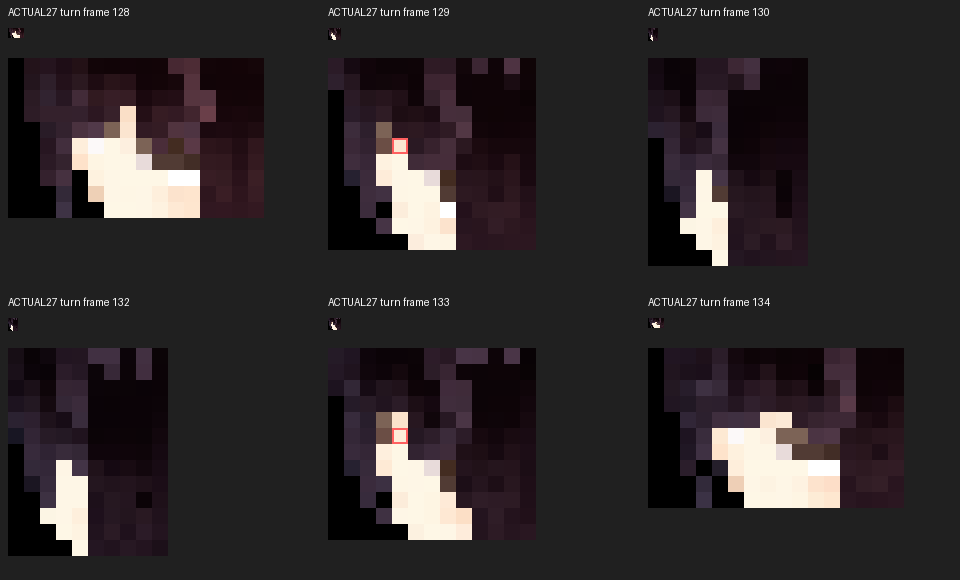 ACTUAL27 turn frame 128
ACTUAL27 turn frame 129
ACTUAL27 turn frame 130
ACTUAL27 turn frame 132
ACTUAL27 turn frame 133
ACTUAL27 turn frame 134